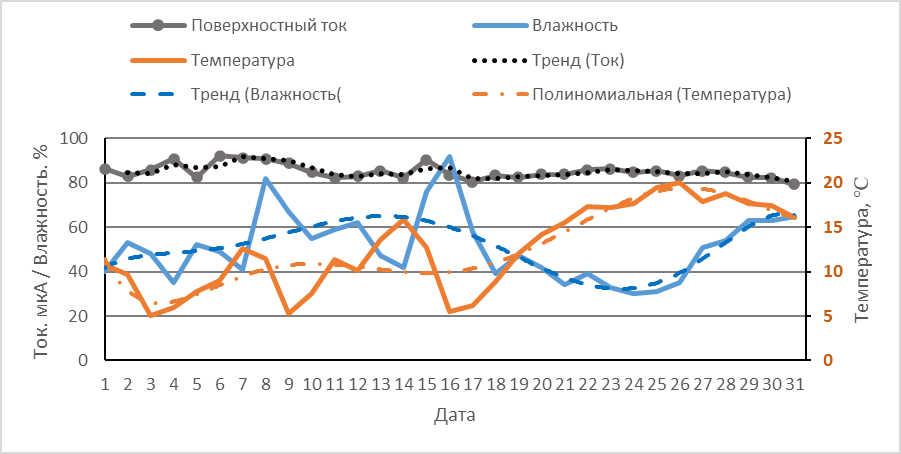 Поверхностный ток
Влажность
Температура
Тренд (Ток)
Тренд (Влажность(
Полиномиальная (Температура)
100
80
60
40
20
0
25
20
15
10
5
0
Ток. мкА / Влажность. %
Температура, °С
1 2 3 4 5 6 7 8 9 10 11 12 13 14 15 16 17 18 19 20 21 22 23 24 25 26 27 28 29 30 31
Дата